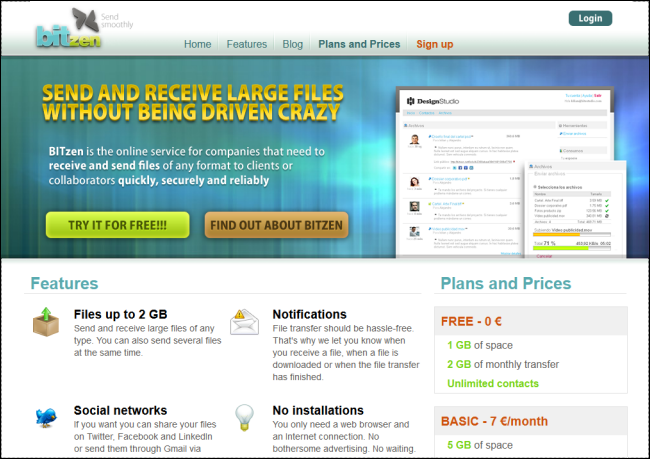 bitzen
Send
smoothly
Login
Home
Features
Blog
Plans and Prices
Sign up
SEND AND RECEIVE LARGE FILES
WITHOUT BEING DRIVEN CRAZY
BITzen is the online service for companies that need to
receive and send files of any format to clients or
collaborators quickly, securely and reliably
TRY IT FOR FREE!!!
FIND OUT ABOUT BITZEN
DesignStudio
Archivos
Total 71 %
Features
Files up to 2 GB
Send and receive large files of any
type. You can also send several files
at the same time.
Notifications
File transfer should be hassle-free.
That's why we let you know when
you receive a file, when a file is
downloaded or when the file transfer
has finished.
Social networks
If you want you can share your files
on Twitter, Facebook and LinkedIn
or send them through Gmail via
No installations
You only need a web browser and
an Internet connection. No
bothersome advertising. No waiting.
Plans and Prices
FREE - 0 €
1 GB of space
2 GB of monthly transfer
Unlimited contacts
BASIC - 7 €/month
5 GB of space